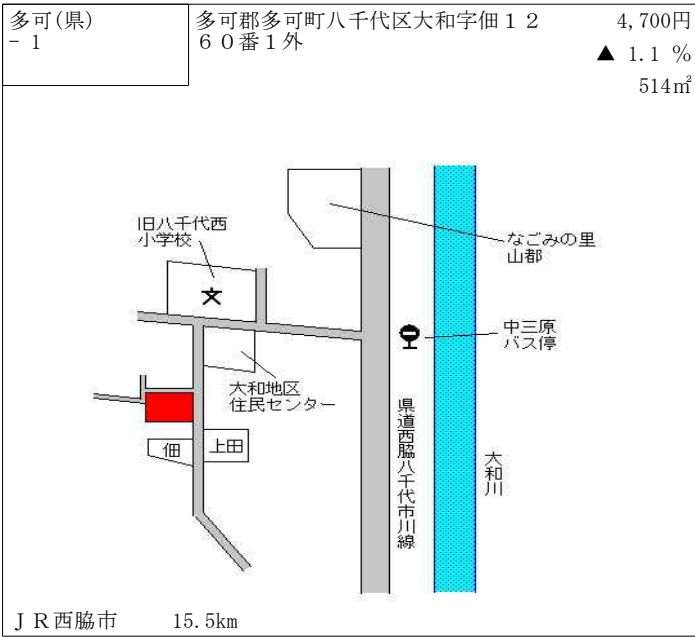 多可(県)
- 1
多可郡多可町八千代区大和字佃１２
６０番１外
4,700円
▲ 1.1 %
514㎡
旧八千代西
小学校
なごみの里
山都
中三原
バス停
大和地区
住民センター
佃
上田
県道西脇八千代市川線
大和川
ＪＲ西脇市 15.5km